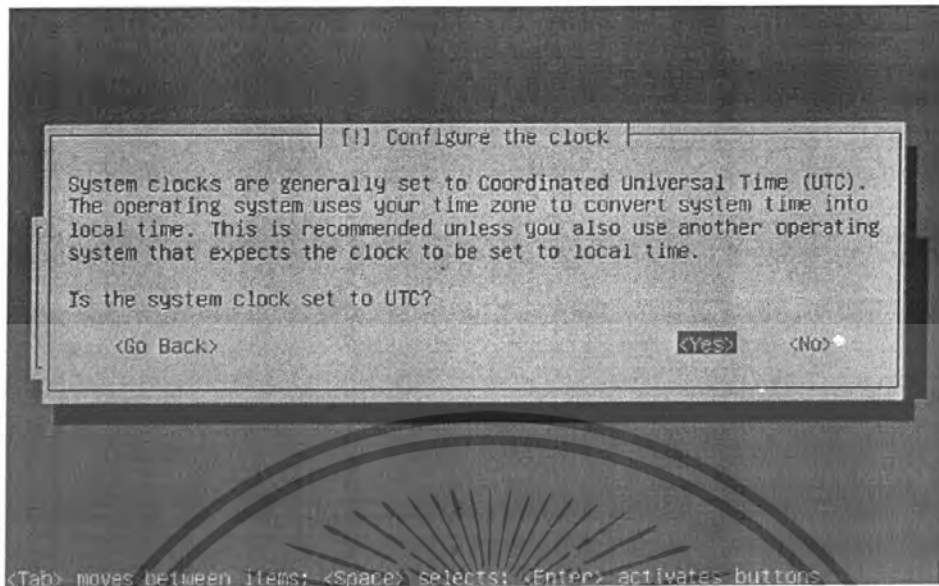 [!] Configure the clock
System clocks are generally set to Coordinated Universal Time (UTC).
The operating system uses your time zone to convert system time into
local time. This is recommended unless you also use another operating
system that expects the clock to be set to local time.
Is the system clock set to UTC?
<Go Back> <Yes> <No>
<Tab> moves between items; <Space> selects; <Enter> activates buttons